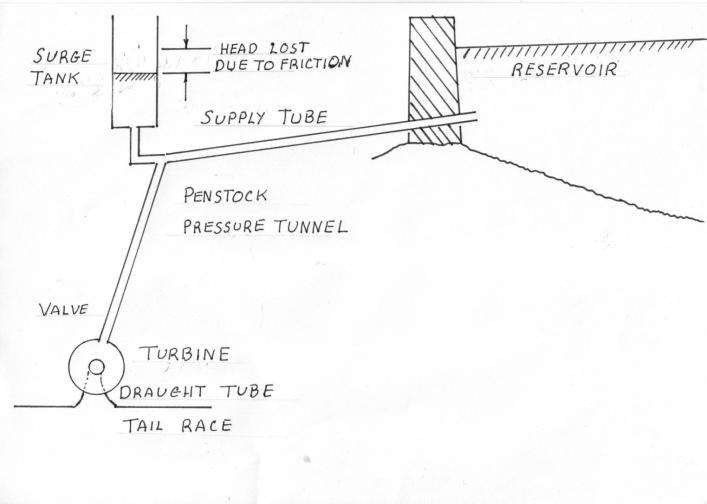 SURGE
TANK
HEAD LOST
DUE TO FRICTION
RESERVOIR
SUPPLY TUBE
PENSTOCK
PRESSURE TUNNEL
VALVE
TURBINE
DRAUGHT TUBE
TAIL RACE